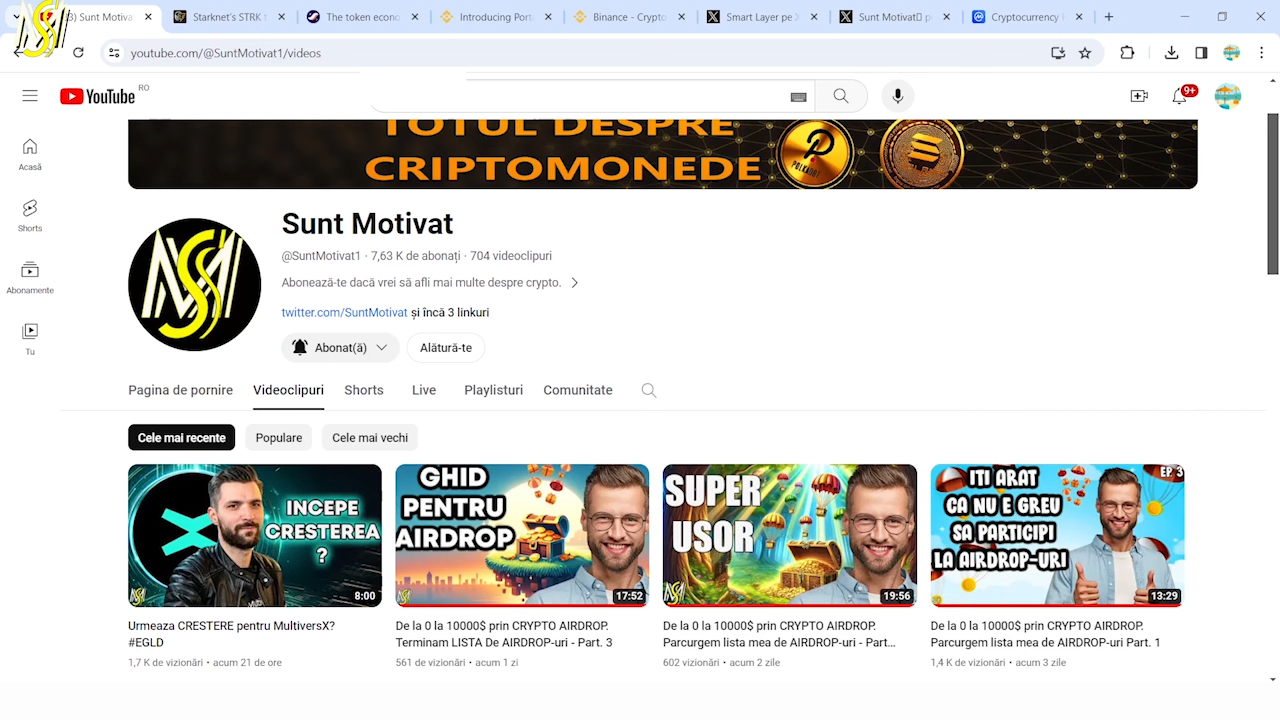 3) Sunt Motiva
Starknet's STRK t
The token econo
Introducing Port
Binance - Crypto
Smart Layer pe X
Sunt Motivat
Cryptocurrency
youtube.com/@SuntMotivat1/videos
YouTube RO
9+
TOTUL DESPRE
CRIPTOMONEDE
POLKADOT
Acasă
Shorts
Abonamente
Tu
Sunt Motivat
@SuntMotivat1 · 7,63 K de abonați · 704 videoclipuri
Abonează-te dacă vrei să afli mai multe despre crypto.
twitter.com/SuntMotivat și încă 3 linkuri
Abonat(ă)
Alătură-te
Pagina de pornire
Videoclipuri
Shorts
Live
Playlisturi
Comunitate
Cele mai recente
Populare
Cele mai vechi
INCEPE
CRESTEREA
?
8:00
Urmeaza CRESTERE pentru MultiversX?
#EGLD
1,7 K de vizionări • acum 21 de ore
GHID
PENTRU
AIRDROP
17:52
De la 0 la 10000$ prin CRYPTO AIRDROP.
Terminam LISTA De AIRDROP-uri - Part. 3
561 de vizionări • acum 1 zi
SUPER
USOR
19:56
De la 0 la 10000$ prin CRYPTO AIRDROP.
Parcurgem lista mea de AIRDROP-uri - Part...
602 vizionări • acum 2 zile
EP 3
ITI ARAT
CA NU E GREU
SA PARTICIPI
LA AIRDROP-URI
13:29
De la 0 la 10000$ prin CRYPTO AIRDROP.
Parcurgem lista mea de AIRDROP-uri Part. 1
1,4 K de vizionări • acum 3 zile